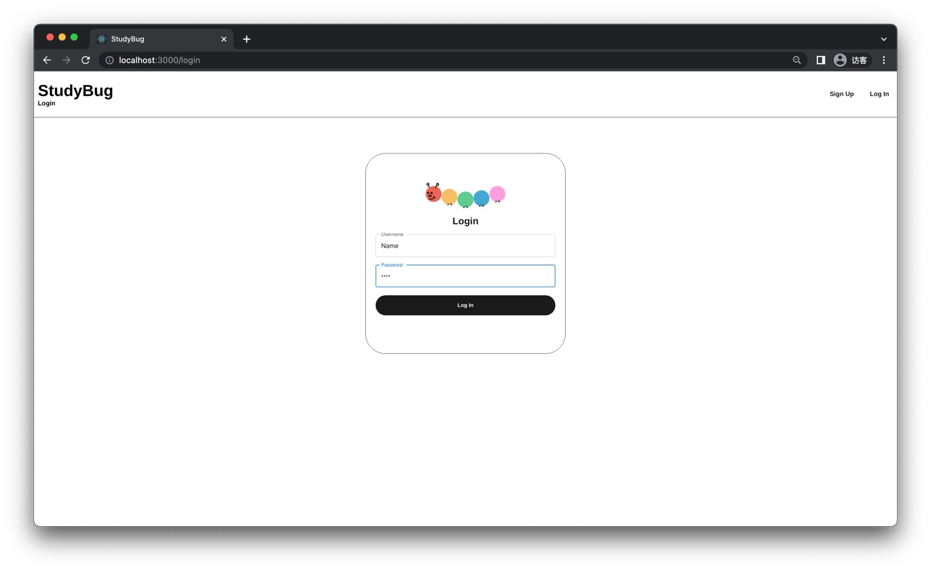 StudyBug
localhost:3000/login
访客
StudyBug
Login
Sign Up
Log In
Login
Username
Name
Password
••••
Log In